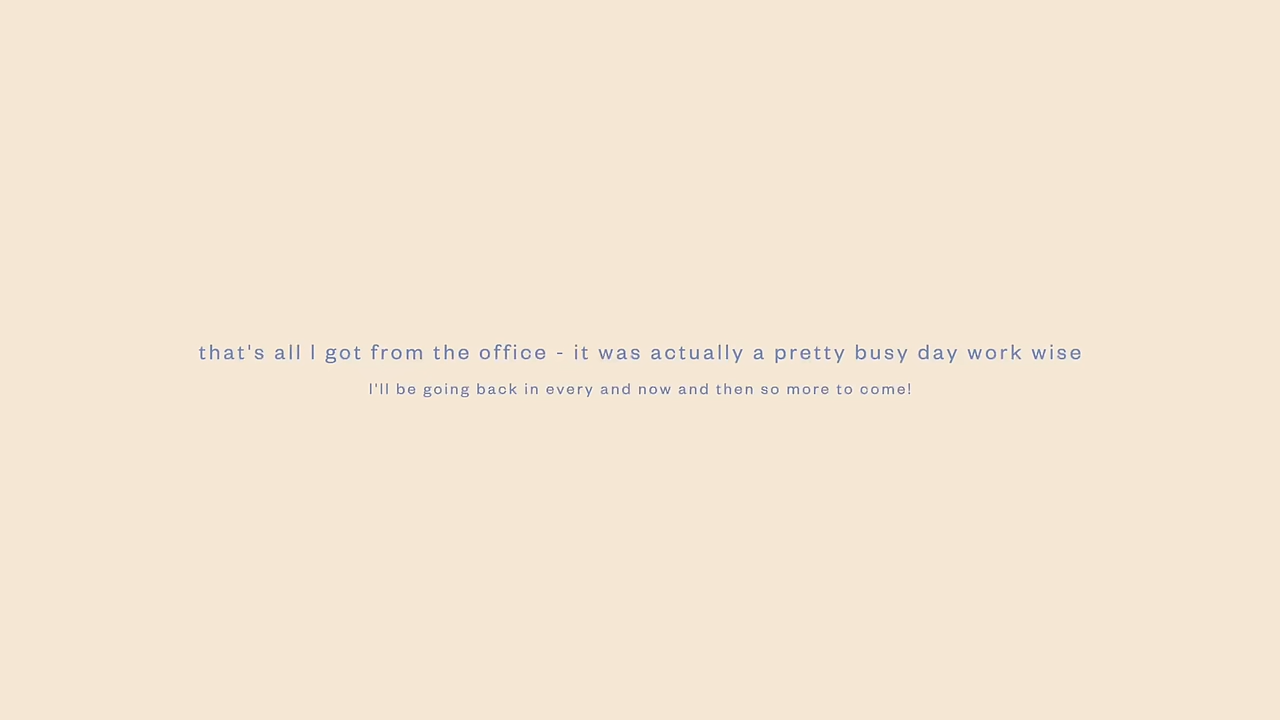 that's all I got from the office - it was actually a pretty busy day work wise
I'll be going back in every and now and then so more to come!